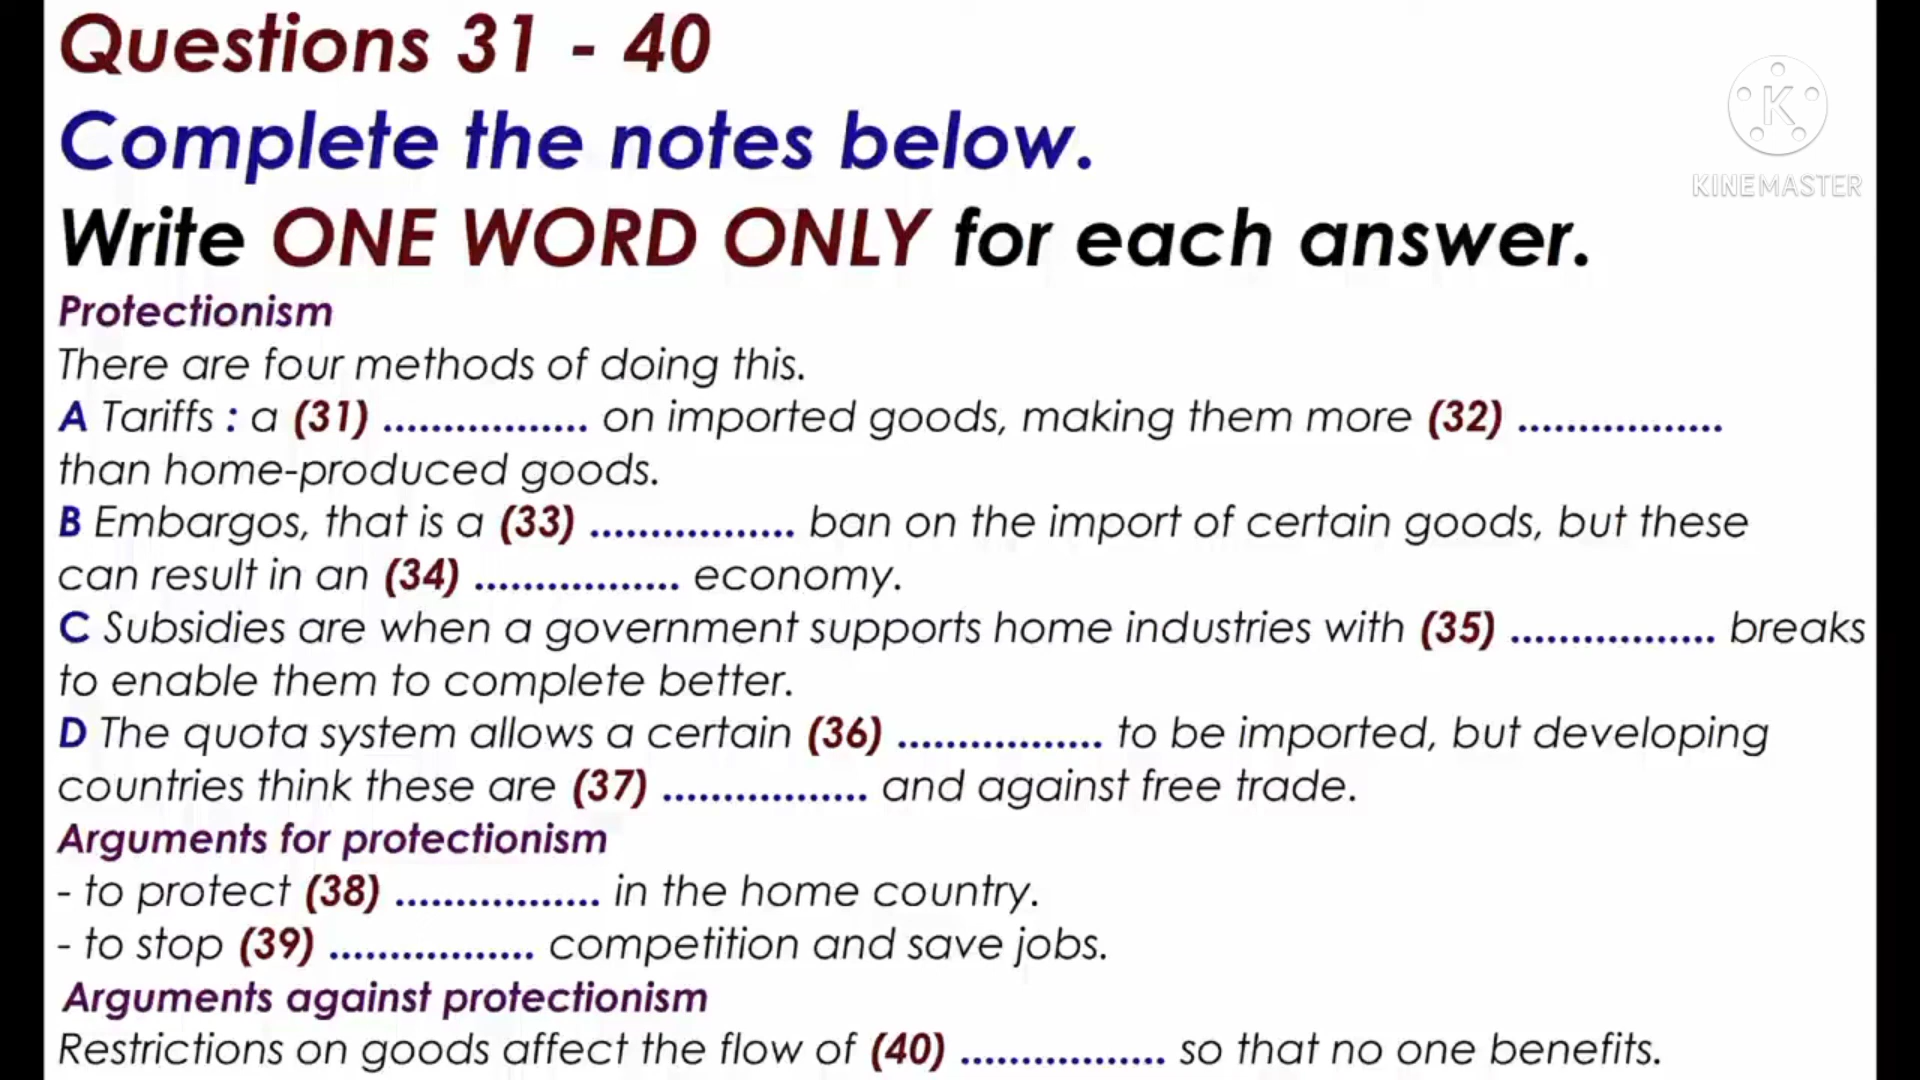 Questions 31 - 40
KINEMASTER
Complete the notes below.
Write ONE WORD ONLY for each answer.
Protectionism
There are four methods of doing this.
A Tariffs : a (31) ................. on imported goods, making them more (32) .................
than home-produced goods.
B Embargos, that is a (33) ................. ban on the import of certain goods, but these
can result in an (34) ................. economy.
C Subsidies are when a government supports home industries with (35) ................. breaks
to enable them to complete better.
D The quota system allows a certain (36) ................. to be imported, but developing
countries think these are (37) ................. and against free trade.
Arguments for protectionism
- to protect (38) ................. in the home country.
- to stop (39) ................. competition and save jobs.
Arguments against protectionism
Restrictions on goods affect the flow of (40) ................. so that no one benefits.